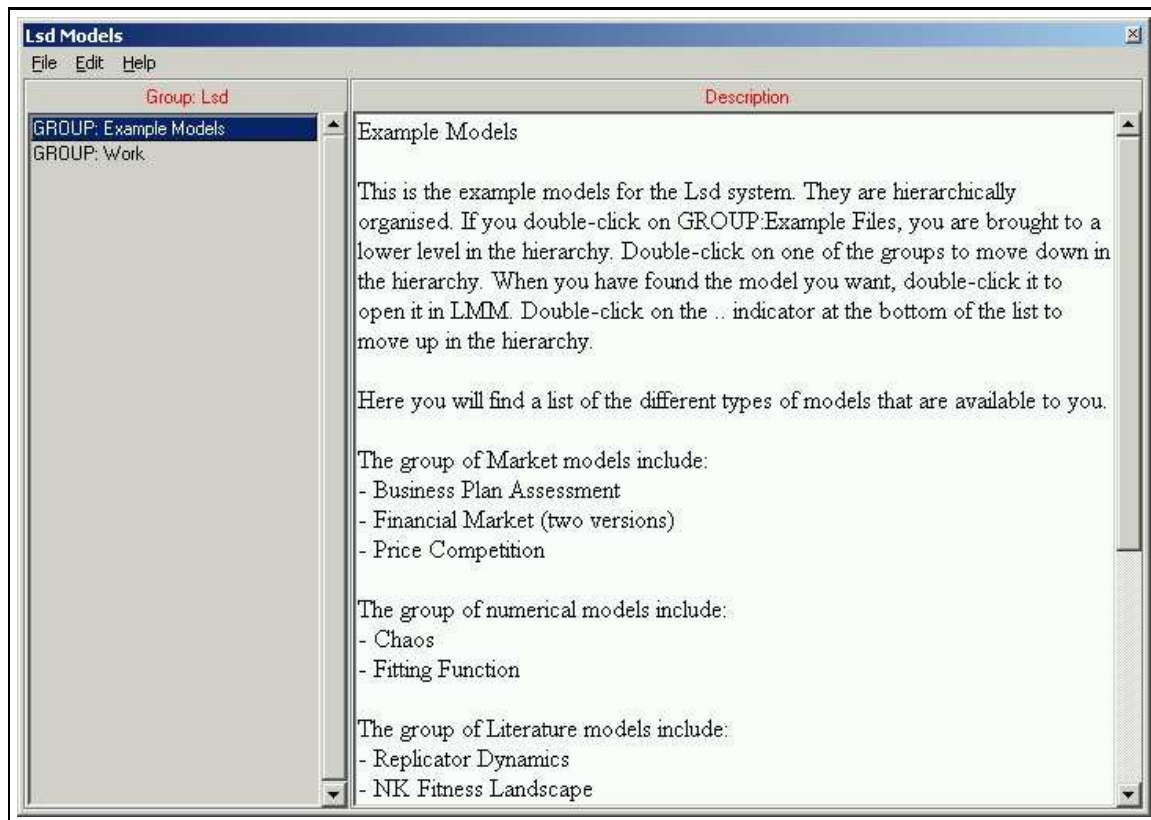 Lsd Models
File Edit Help
Group: Lsd
Description
GROUP: Example Models
GROUP: Work
Example Models
This is the example models for the Lsd system. They are hierarchically
organised. If you double-click on GROUP:Example Files, you are brought to a
lower level in the hierarchy. Double-click on one of the groups to move down in
the hierarchy. When you have found the model you want, double-click it to
open it in LMM. Double-click on the .. indicator at the bottom of the list to
move up in the hierarchy.
Here you will find a list of the different types of models that are available to you.
The group of Market models include:
- Business Plan Assessment
- Financial Market (two versions)
- Price Competition
The group of numerical models include:
- Chaos
- Fitting Function
The group of Literature models include:
- Replicator Dynamics
- NK Fitness Landscape